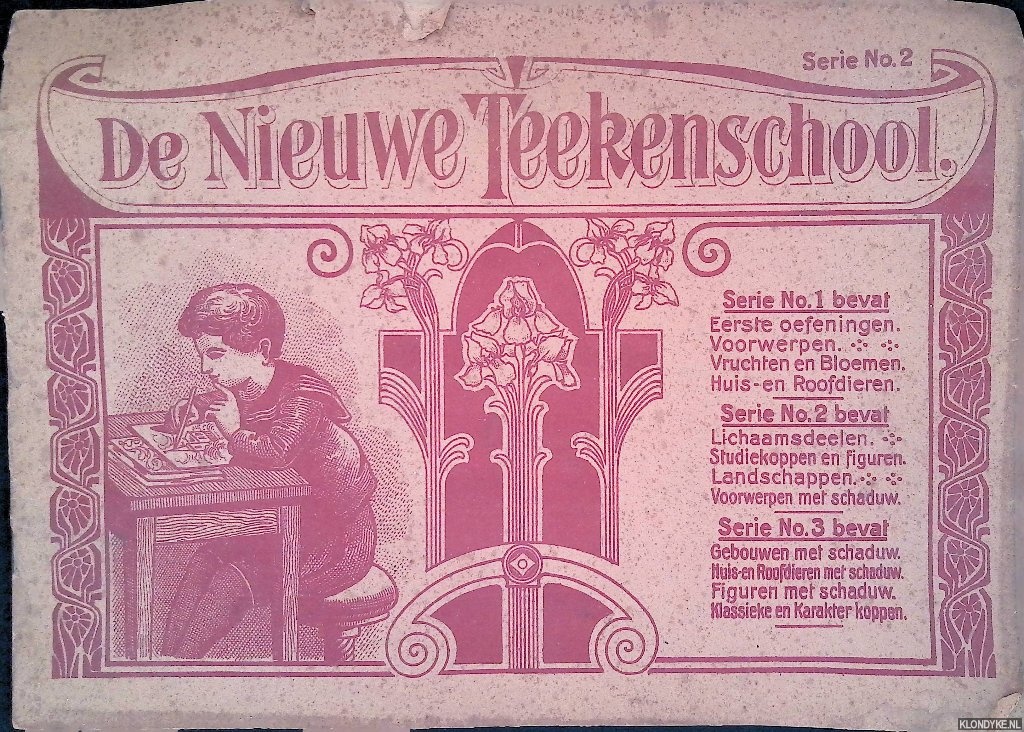 Serie No. 2
De Nieuwe Teekenschool.
Serie No. 1 bevat
Eerste oefeningen.
Voorwerpen.
Vruchten en Bloemen.
Huis- en Roofdieren.
Serie No. 2 bevat
Lichaamsdeelen.
Studiekoppen en figuren.
Landschappen.
Voorwerpen met schaduw.
Serie No. 3 bevat
Gebouwen met schaduw.
Huis- en Roofdieren met schaduw.
Figuren met schaduw.
Klassieke en Karakter koppen.
KLONDYKE.NL